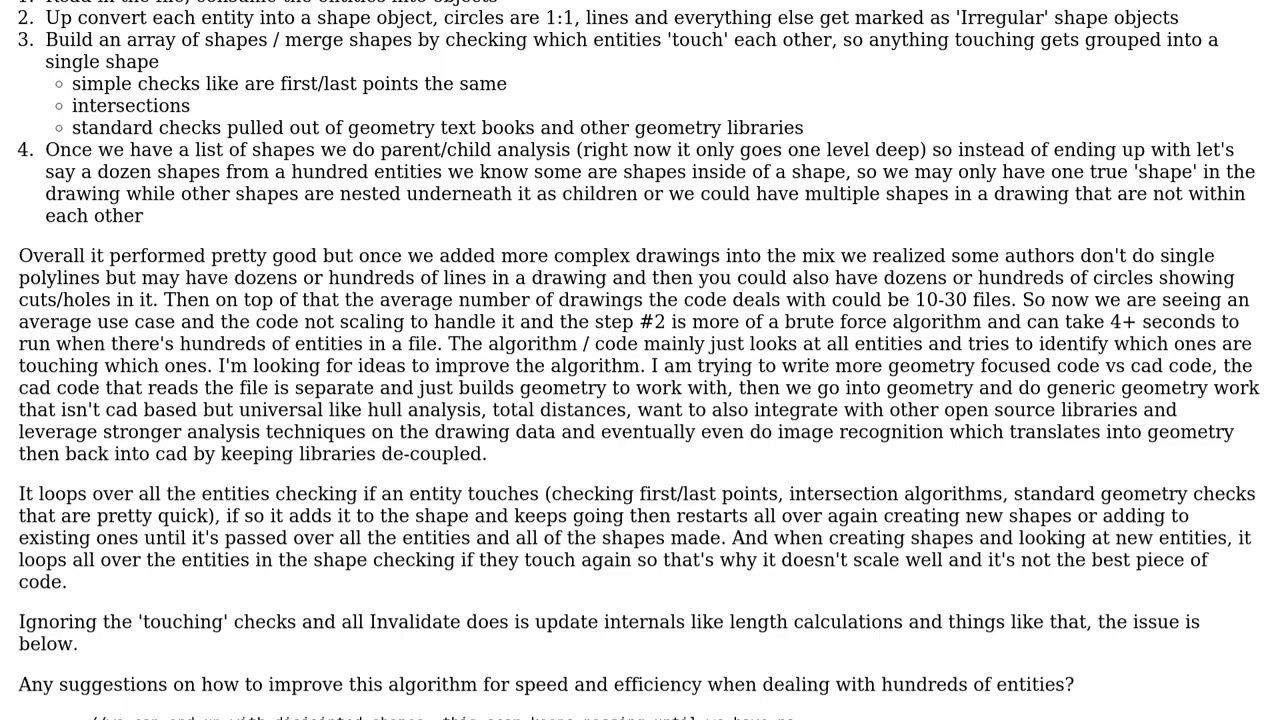 1. Read in the file, consume the entities into objects
2. Up convert each entity into a shape object, circles are 1:1, lines and everything else get marked as 'Irregular' shape objects
3. Build an array of shapes / merge shapes by checking which entities 'touch' each other, so anything touching gets grouped into a
single shape
◦ simple checks like are first/last points the same
◦ intersections
◦ standard checks pulled out of geometry text books and other geometry libraries
4. Once we have a list of shapes we do parent/child analysis (right now it only goes one level deep) so instead of ending up with let's
say a dozen shapes from a hundred entities we know some are shapes inside of a shape, so we may only have one true 'shape' in the
drawing while other shapes are nested underneath it as children or we could have multiple shapes in a drawing that are not within
each other
Overall it performed pretty good but once we added more complex drawings into the mix we realized some authors don't do single
polylines but may have dozens or hundreds of lines in a drawing and then you could also have dozens or hundreds of circles showing
cuts/holes in it. Then on top of that the average number of drawings the code deals with could be 10-30 files. So now we are seeing an
average use case and the code not scaling to handle it and the step #2 is more of a brute force algorithm and can take 4+ seconds to
run when there's hundreds of entities in a file. The algorithm / code mainly just looks at all entities and tries to identify which ones are
touching which ones. I'm looking for ideas to improve the algorithm. I am trying to write more geometry focused code vs cad code, the
cad code that reads the file is separate and just builds geometry to work with, then we go into geometry and do generic geometry work
that isn't cad based but universal like hull analysis, total distances, want to also integrate with other open source libraries and
leverage stronger analysis techniques on the drawing data and eventually even do image recognition which translates into geometry
then back into cad by keeping libraries de-coupled.
It loops over all the entities checking if an entity touches (checking first/last points, intersection algorithms, standard geometry checks
that are pretty quick), if so it adds it to the shape and keeps going then restarts all over again creating new shapes or adding to
existing ones until it's passed over all the entities and all of the shapes made. And when creating shapes and looking at new entities, it
loops all over the entities in the shape checking if they touch again so that's why it doesn't scale well and it's not the best piece of
code.
Ignoring the 'touching' checks and all Invalidate does is update internals like length calculations and things like that, the issue is
below.
Any suggestions on how to improve this algorithm for speed and efficiency when dealing with hundreds of entities?